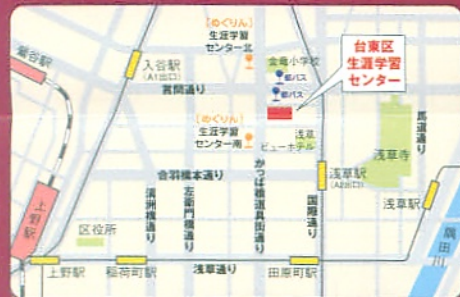 [めぐりん]
生涯学習
センター北
鶯谷駅
入谷駅
(A1出口)
金竜小学校
都バス
都バス
台東区
生涯学習
センター
言問通り
[めぐりん]
生涯学習
センター南
浅草
ビューホテル
馬道通り
浅草寺
合羽橋本通り
かっぱ橋道具街通り
浅草駅
(A2出口)
浅草駅
上野駅
区役所
清洲橋通り
左衛門橋通り
国際通り
隅田川
上野駅
稲荷町駅
浅草通り
田原町駅